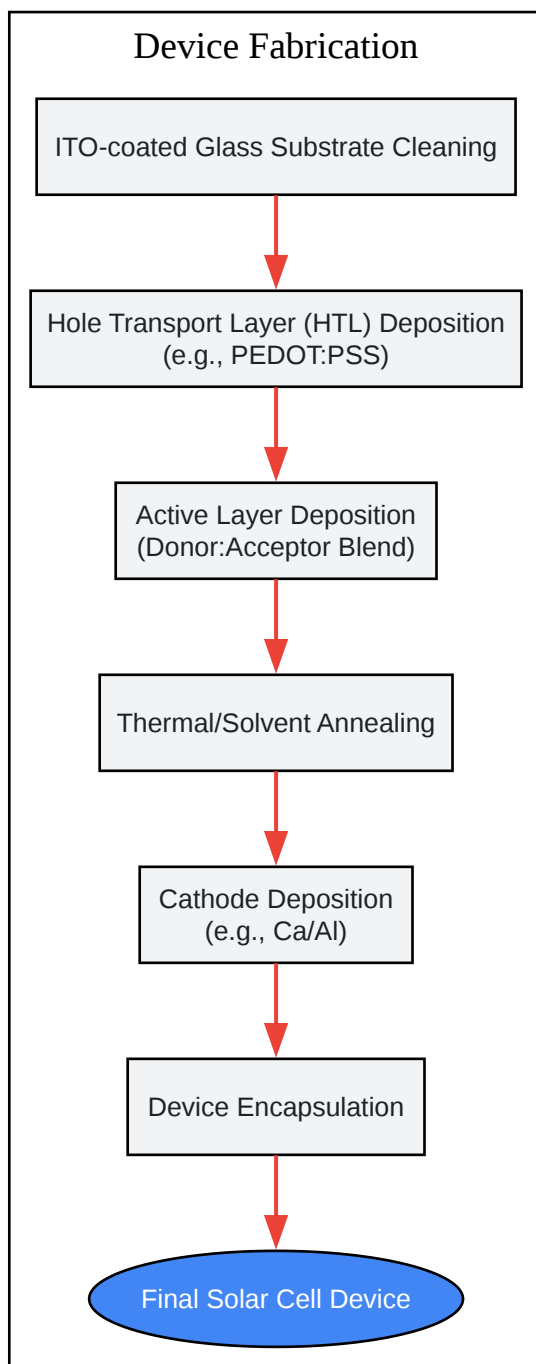 Device Fabrication
ITO-coated Glass Substrate Cleaning
Hole Transport Layer (HTL) Deposition
(e.g., PEDOT:PSS)
Active Layer Deposition
(Donor:Acceptor Blend)
Thermal/Solvent Annealing
Cathode Deposition
(e.g., Ca/Al)
Device Encapsulation
Final Solar Cell Device